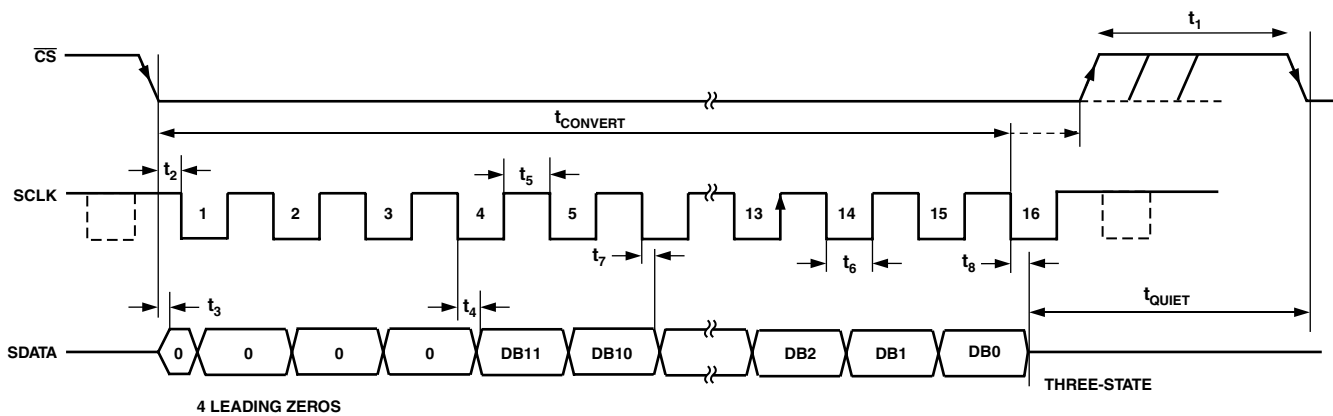 t1
CS
tCONVERT
t2
t5
SCLK
1 2 3 4 5 13 14 15 16
t7
t6
t8
t3
t4
tQUIET
SDATA
0 0 0 0 DB11 DB10 DB2 DB1 DB0
THREE-STATE
4 LEADING ZEROS